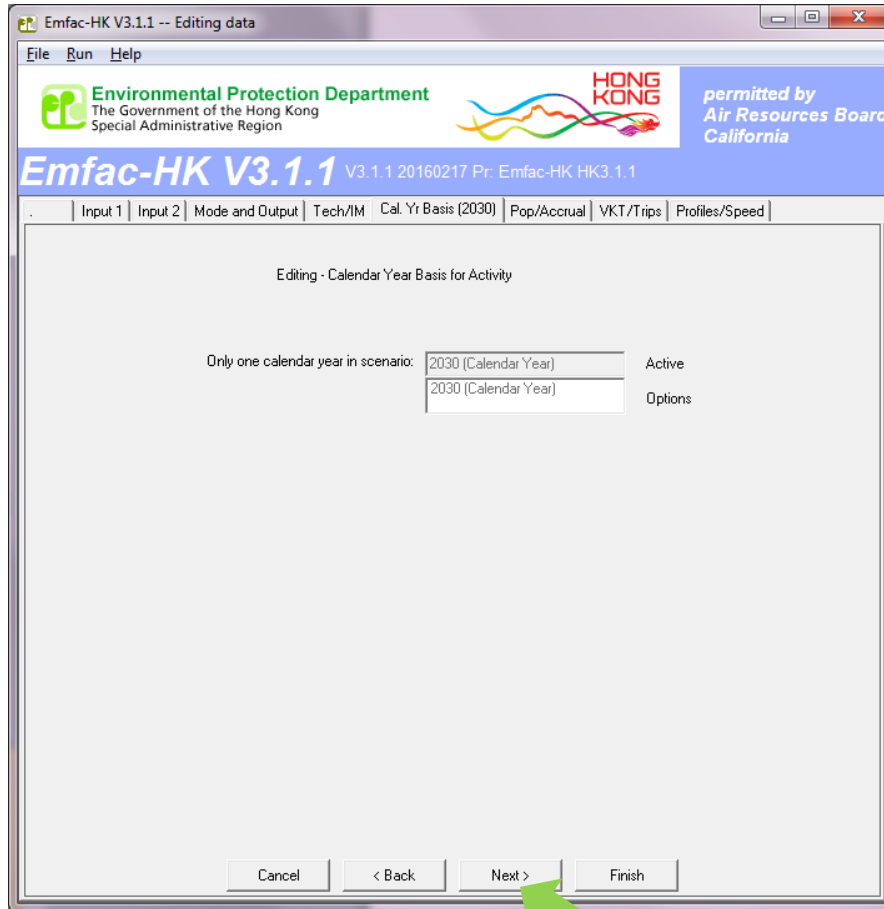 Emfac-HK V3.1.1 -- Editing data
File Run Help
Environmental Protection Department
The Government of the Hong Kong
Special Administrative Region
HONG
KONG
permitted by
Air Resources Board
California
Emfac-HK V3.1.1 V3.1.1 20160217 Pr: Emfac-HK HK3.1.1
. Input 1 Input 2 Mode and Output Tech/IM Cal. Yr Basis (2030) Pop/Accrual VKT/Trips Profiles/Speed
Editing - Calendar Year Basis for Activity
Only one calendar year in scenario: 2030 (Calendar Year) Active
2030 (Calendar Year) Options
Cancel < Back Next > Finish